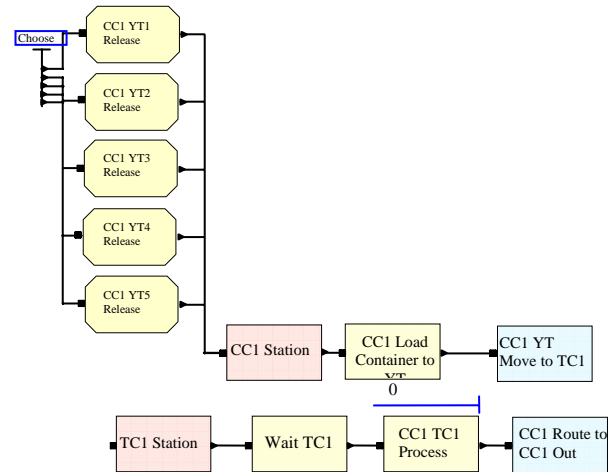 Choose
CC1 YT1
Release
CC1 YT2
Release
CC1 YT3
Release
CC1 YT4
Release
CC1 YT5
Release
CC1 Station
CC1 Load
Container to
YT
CC1 YT
Move to TC1
0
TC1 Station
Wait TC1
CC1 TC1
Process
CC1 Route to
CC1 Out